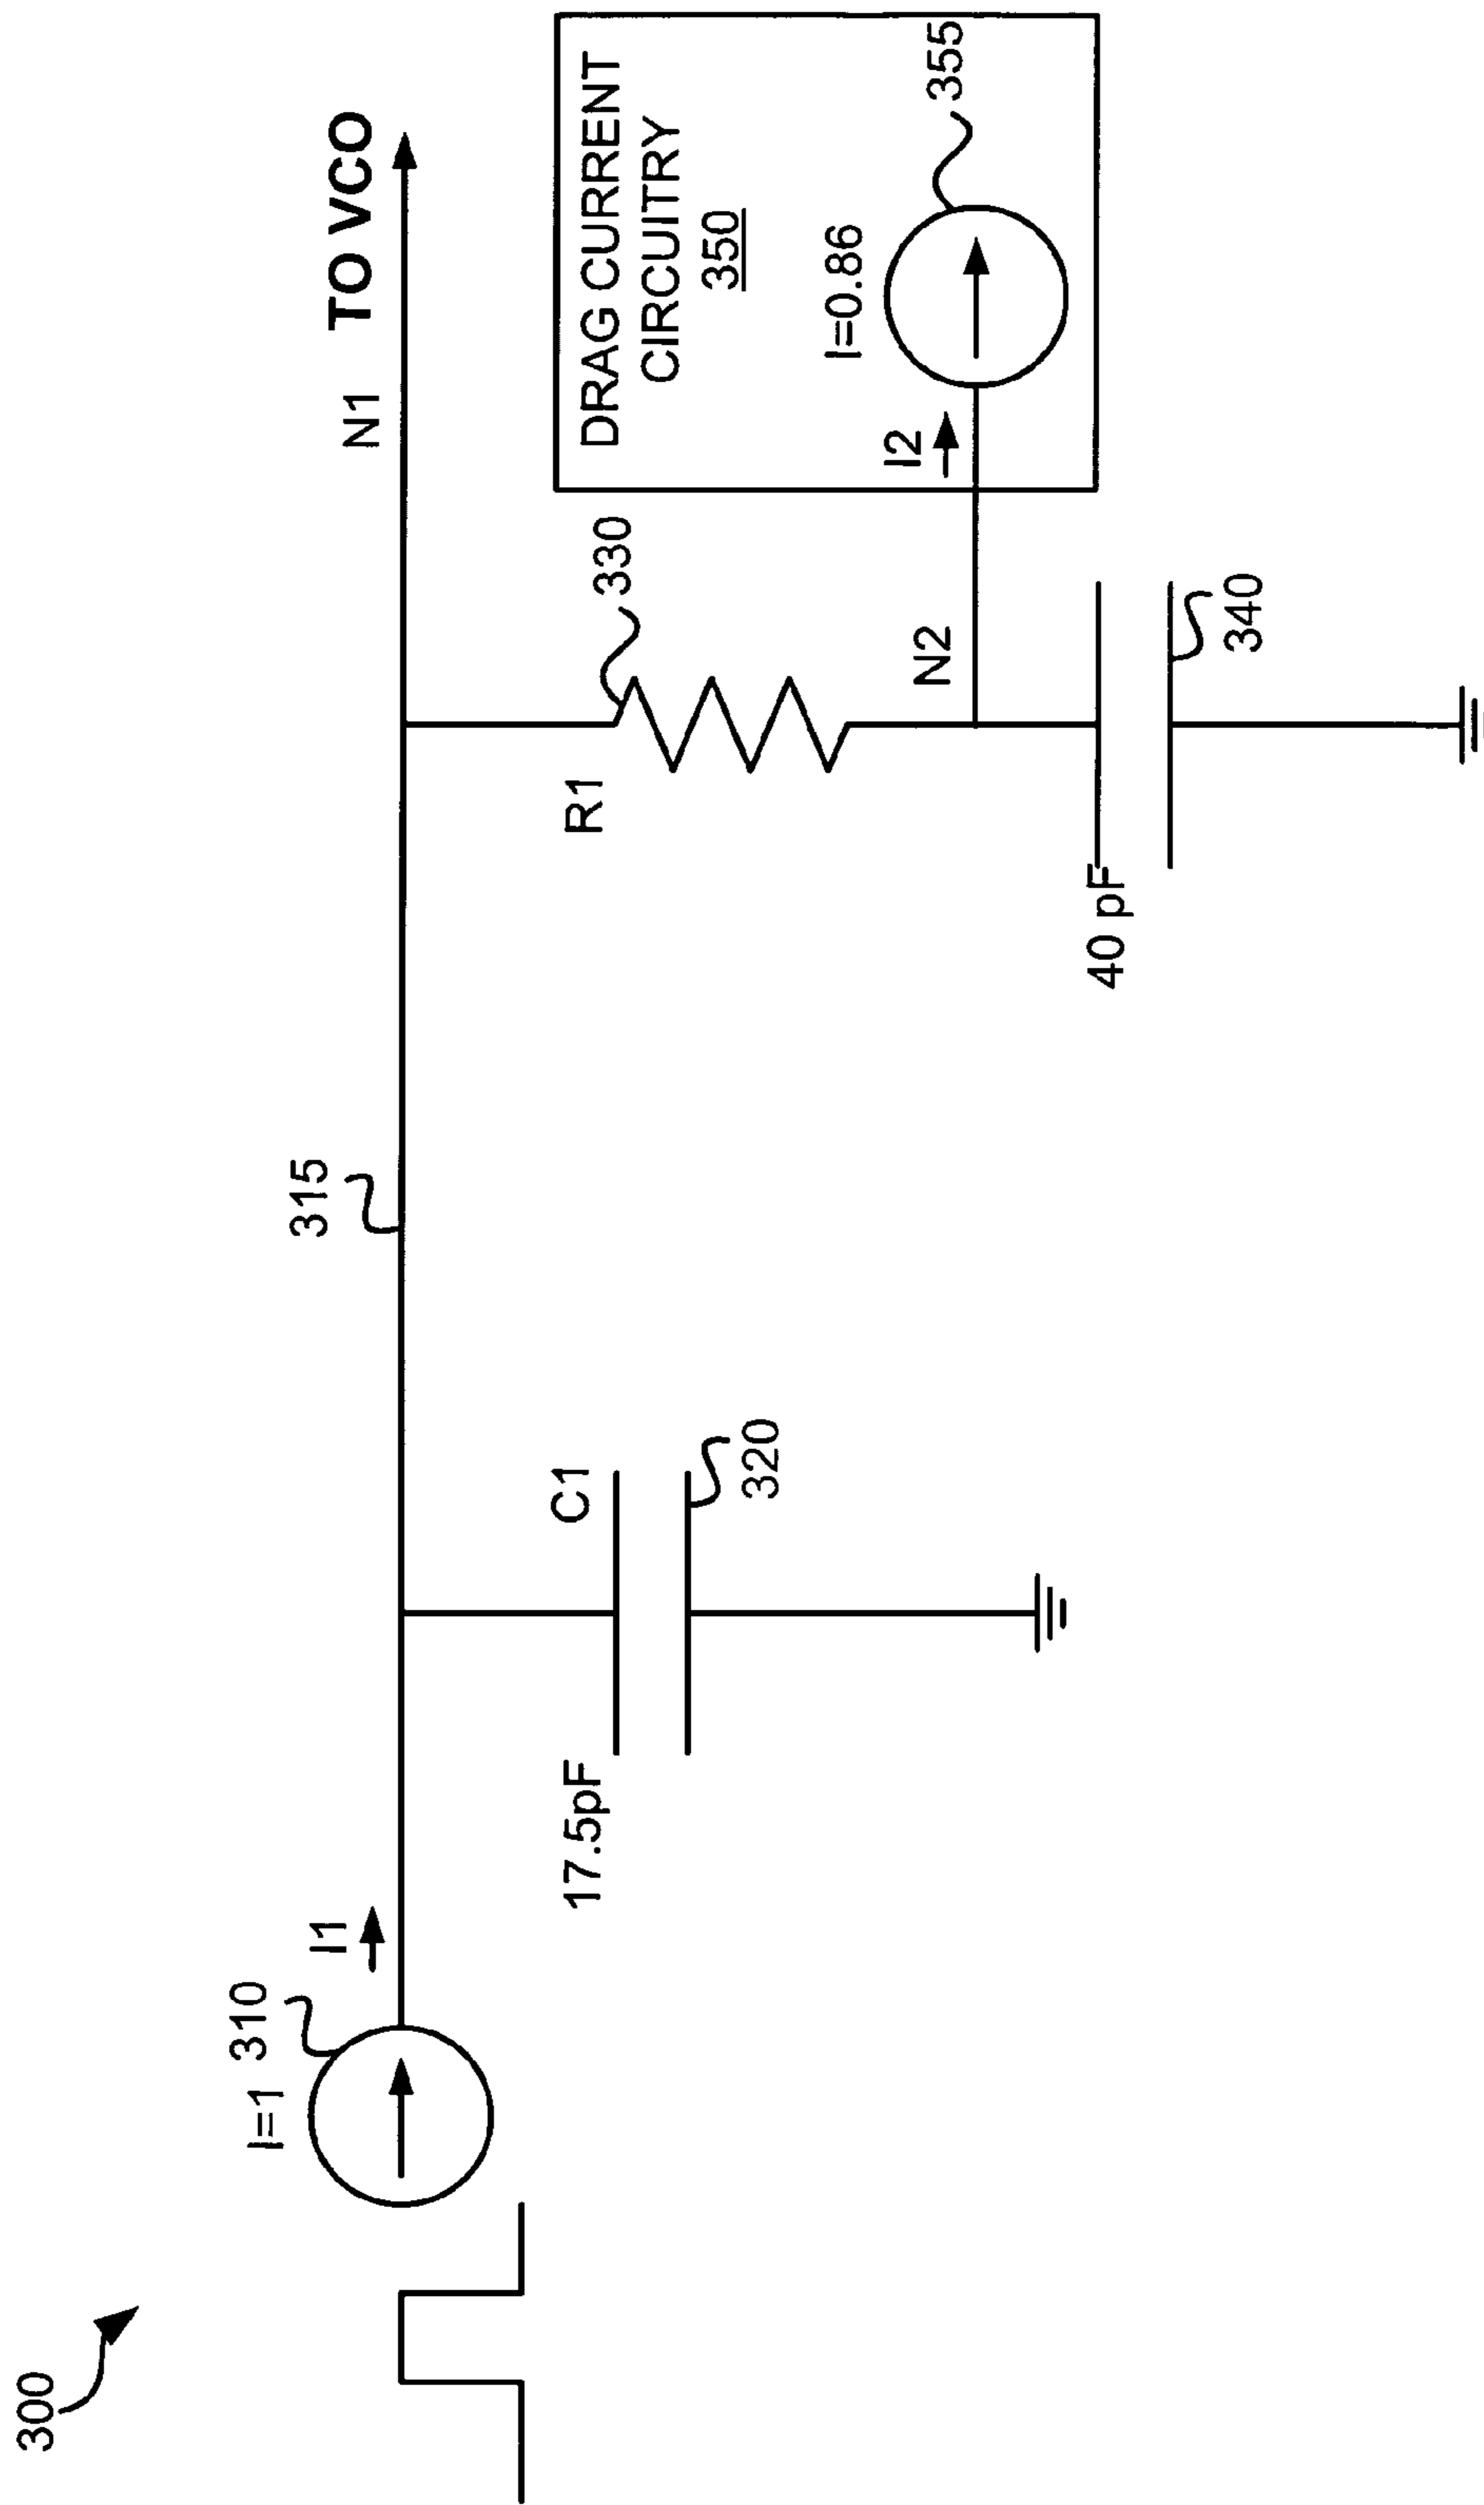 300
I=1
310
I1
17.5pF
C1
320
315
N1
TO VCO
R1
330
40 pF
340
N2
DRAG CURRENT
CIRCUITRY
350
I=0.86
I2
355